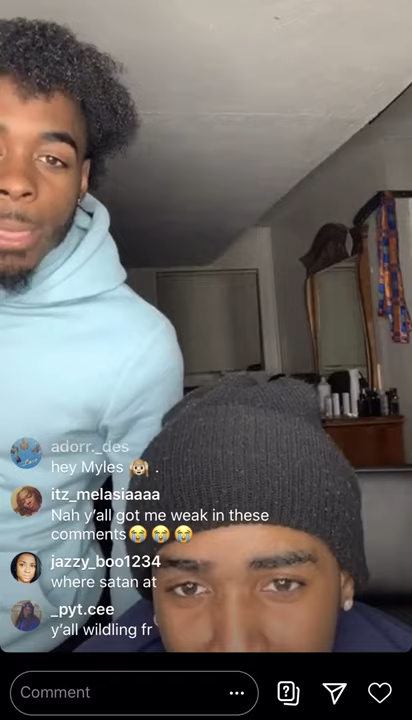 adorr._des
hey Myles 🙉 .
itz_melasiaaaa
Nah y'all got me weak in these
comments😭😭😭
jazzy_boo1234
where satan at
_pyt.cee
y'all wildling fr
Comment